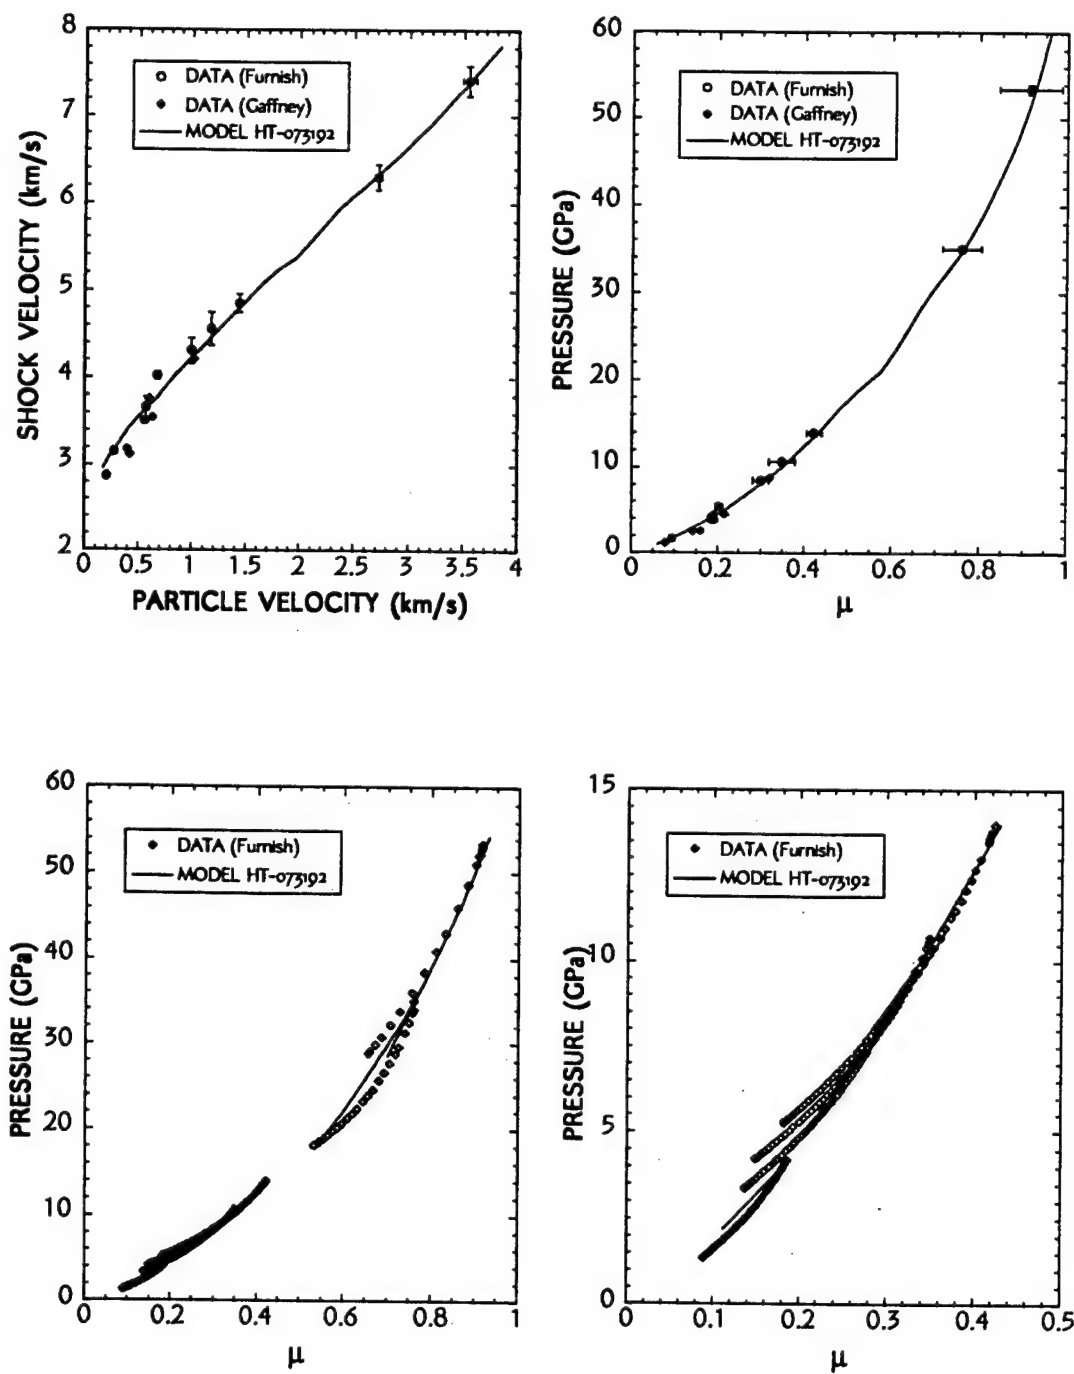 8
7
6
5
4
3
2
SHOCK VELOCITY (km/s)
DATA (Furnish)
DATA (Gaffney)
MODEL HT-073192
0 0.5 1 1.5 2 2.5 3 3.5 4
PARTICLE VELOCITY (km/s)
60
50
40
30
20
10
0
PRESSURE (GPa)
DATA (Furnish)
DATA (Gaffney)
MODEL HT-073192
0 0.2 0.4 0.6 0.8 1
μ
60
50
40
30
20
10
0
PRESSURE (GPa)
DATA (Furnish)
MODEL HT-073192
0 0.2 0.4 0.6 0.8 1
μ
15
10
5
0
PRESSURE (GPa)
DATA (Furnish)
MODEL HT-073192
0 0.1 0.2 0.3 0.4 0.5
μ